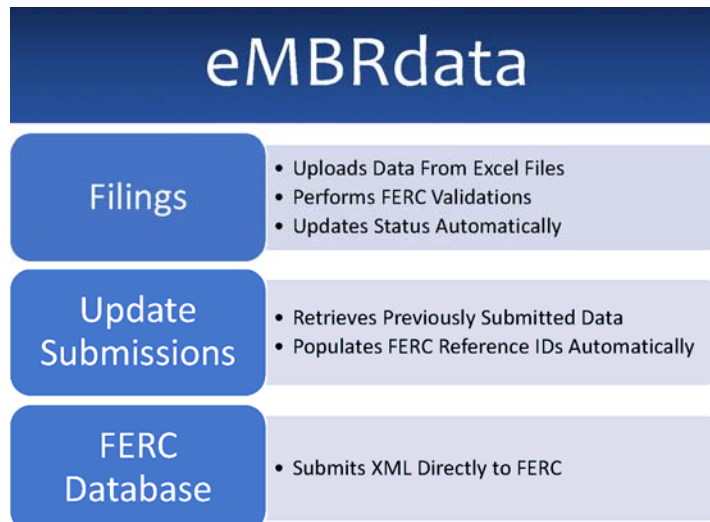 eMBRdata
Filings
• Uploads Data From Excel Files
• Performs FERC Validations
• Updates Status Automatically
Update
Submissions
• Retrieves Previously Submitted Data
• Populates FERC Reference IDs Automatically
FERC
Database
• Submits XML Directly to FERC